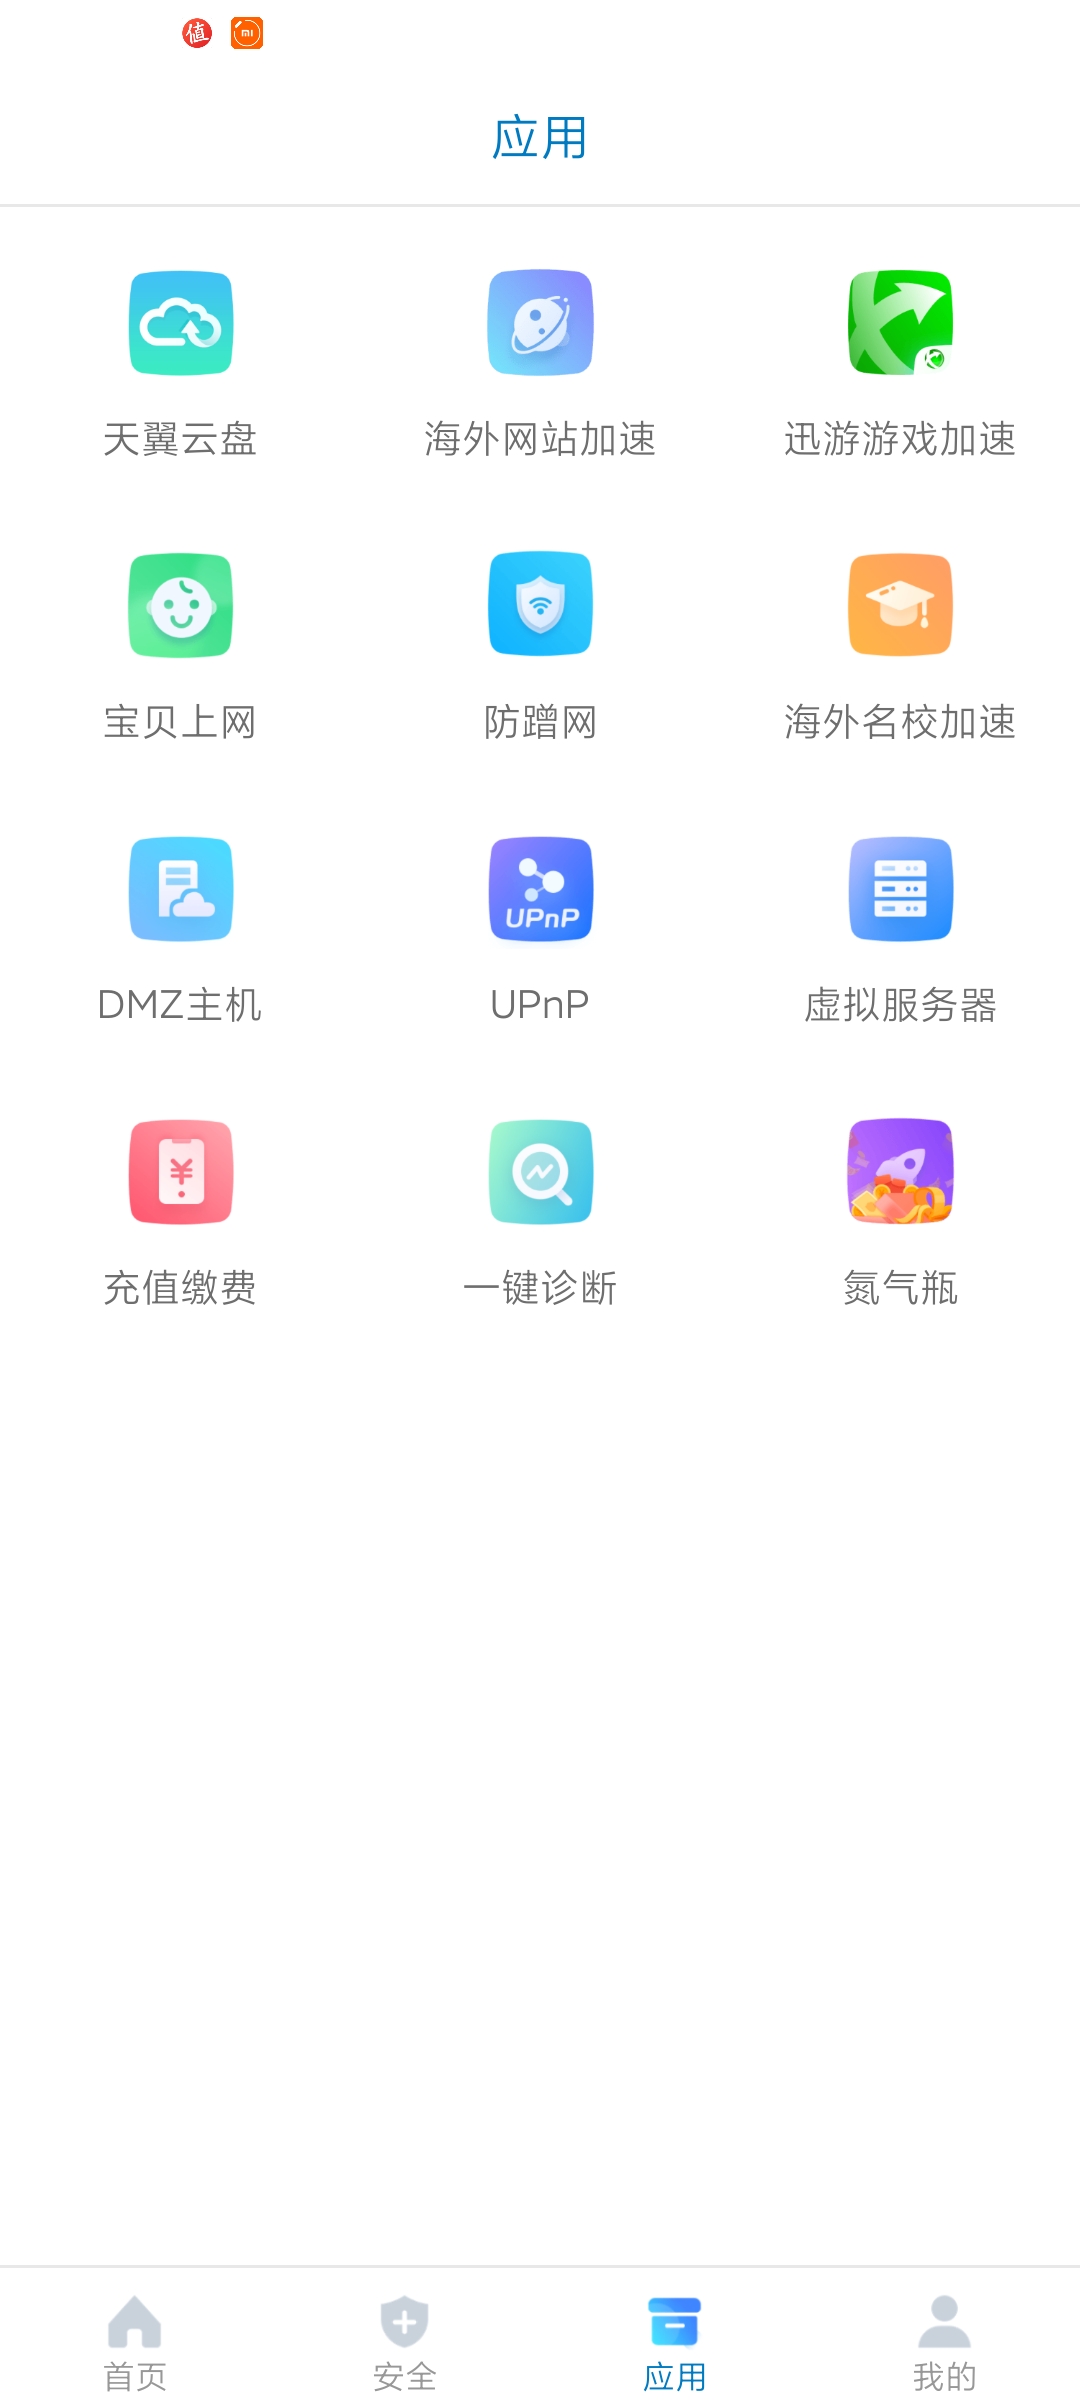 值
mi
应用
天翼云盘
海外网站加速
迅游游戏加速
宝贝上网
防蹭网
海外名校加速
UPnP
DMZ主机
UPnP
虚拟服务器
¥
充值缴费
一键诊断
氮气瓶
首页
安全
应用
我的